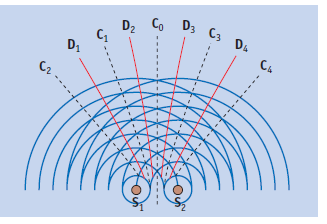 D₂ C₀ D₃
C₁ C₃
D₁ D₄
C₂ C₄
S₁ S₂